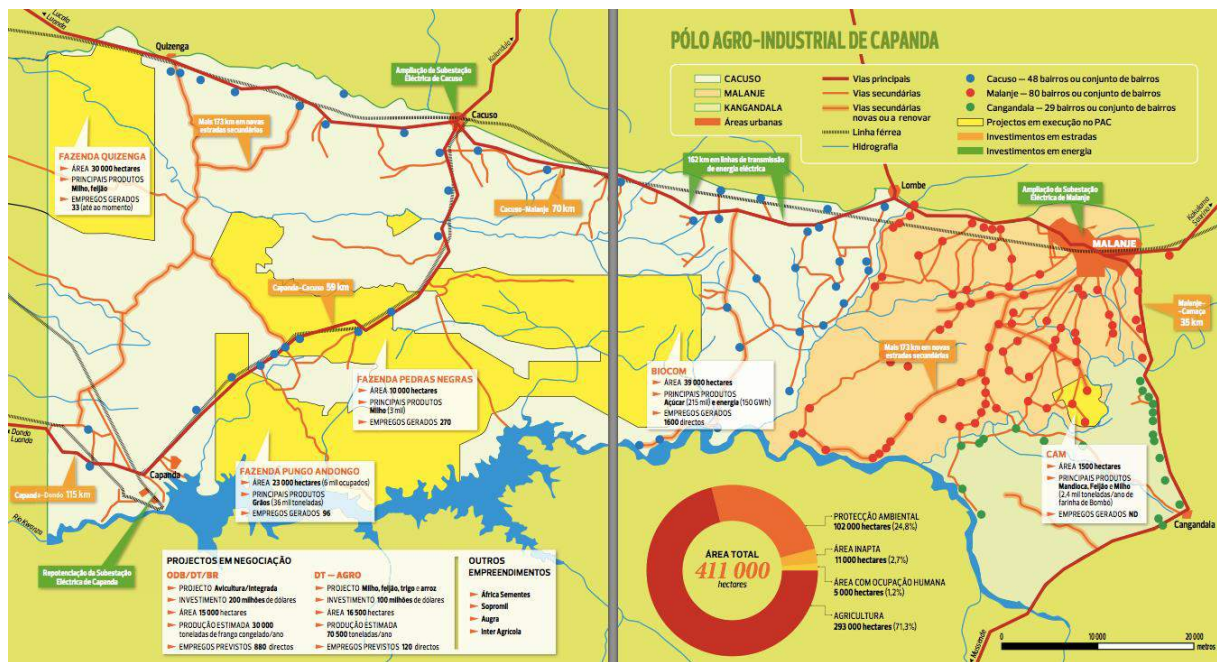 PÓLO AGRO-INDUSTRIAL DE CAPANDA
CACUSO
MALANJE
KANGANDALA
Áreas urbanas
Vias principais
Vias secundárias
Vias secundárias
novas ou a renovar
Linha férrea
Hidrografia
Cacuso — 48 bairros ou conjunto de bairros
Malanje — 80 bairros ou conjunto de bairros
Cangandala — 29 bairros ou conjunto de bairros
Projectos em execução no PAC
Investimentos em estradas
Investimentos em energia
Lucala
Luanda
Quizenga
Kalandula
Ampliação da Subestação
Eléctrica de Cacuso
Cacuso
Mais 173 km em novas
estradas secundários
FAZENDA QUIZENGA
ÁREA 30 000 hectares
PRINCIPAIS PRODUTOS
Milho, feijão
EMPREGOS GERADOS
33 (até ao momento)
Cacuso-Malanje 70 km
162 km em linhas de transmissão
de energia eléctrica
Lombe
Ampliação da Subestação
Eléctrica de Malanje
MALANJE
Saurimo
Malanje-
-Camaça
35 km
Capanda-Cacuso 59 km
Mais 173 km em novas
estradas secundários
FAZENDA PEDRAS NEGRAS
ÁREA 10 000 hectares
PRINCIPAIS PRODUTOS
Milho (3 mil)
EMPREGOS GERADOS 270
BIOCOM
ÁREA 39 000 hectares
PRINCIPAIS PRODUTOS
Açúcar (215 mil) e energia (150 GWh)
EMPREGOS GERADOS
1600 directos
Dondo
Luanda
Capanda
Capanda-Dondo 115 km
Rio Kwanza
FAZENDA PUNGO ANDONGO
ÁREA 23 000 hectares (6 mil ocupados)
PRINCIPAIS PRODUTOS
Grãos (36 mil toneladas)
EMPREGOS GERADOS 96
CAM
ÁREA 1500 hectares
PRINCIPAIS PRODUTOS
Mandioca, Feijão e Milho
(2,4 mil toneladas/ano de
farinha de Bombó)
EMPREGOS GERADOS ND
Cangandala
Repotenciação da Subestação
Eléctrica de Capanda
PROJECTOS EM NEGOCIAÇÃO
ODB/DT/BR
PROJECTO Avicultura/Integrada
INVESTIMENTO 200 milhões de dólares
ÁREA 15 000 hectares
PRODUÇÃO ESTIMADA 30 000
toneladas de frango congelado/ano
EMPREGOS PREVISTOS 880 directos
DT — AGRO
PROJECTO Milho, feijão, trigo e arroz
INVESTIMENTO 100 milhões de dólares
ÁREA 16 500 hectares
PRODUÇÃO ESTIMADA
70 500 toneladas/ano
EMPREGOS PREVISTOS 120 directos
OUTROS
EMPREENDIMENTOS
África Sementes
Sopromil
Augra
Inter Agrícola
ÁREA TOTAL
411 000
hectares
PROTECÇÃO AMBIENTAL
102 000 hectares (24,8%)
ÁREA INAPTA
11 000 hectares (2,7%)
ÁREA COM OCUPAÇÃO HUMANA
5 000 hectares (1,2%)
AGRICULTURA
293 000 hectares (71,3%)
Mussende
0
10 000
20 000
metros